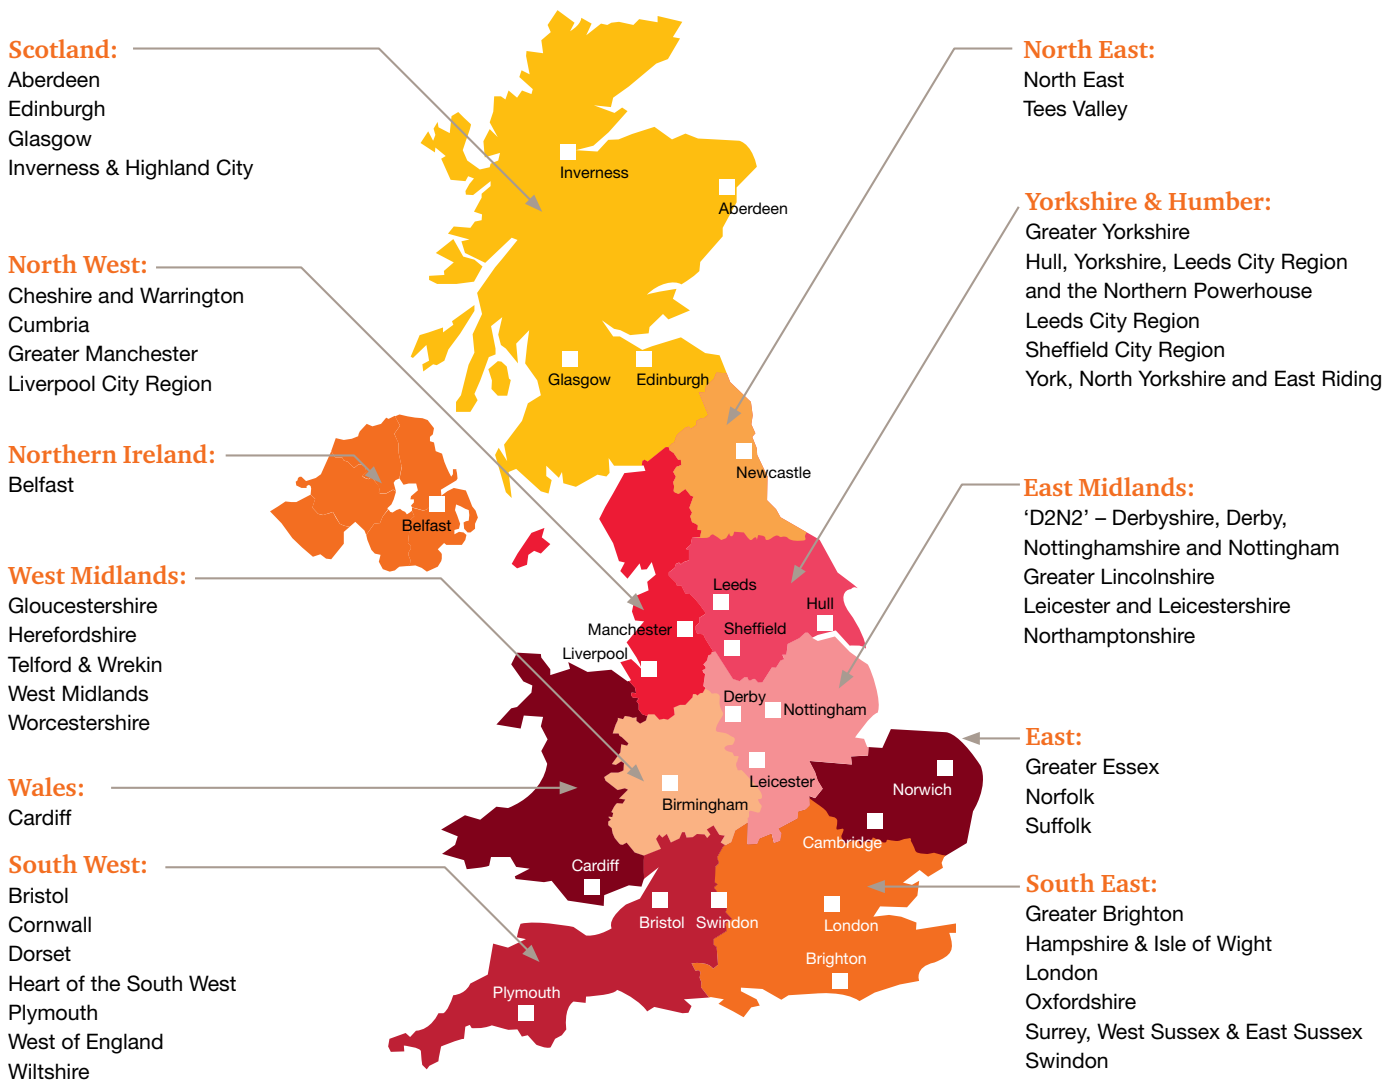 Scotland:
Aberdeen
Edinburgh
Glasgow
Inverness & Highland City
North West:
Cheshire and Warrington
Cumbria
Greater Manchester
Liverpool City Region
Northern Ireland:
Belfast
West Midlands:
Gloucestershire
Herefordshire
Telford & Wrekin
West Midlands
Worcestershire
Wales:
Cardiff
South West:
Bristol
Cornwall
Dorset
Heart of the South West
Plymouth
West of England
Wiltshire
Inverness
Aberdeen
Glasgow
Edinburgh
Newcastle
Belfast
Leeds
Hull
Manchester
Sheffield
Liverpool
Derby
Nottingham
Leicester
Norwich
Birmingham
Cambridge
Cardiff
Bristol
Swindon
London
Brighton
Plymouth
North East:
North East
Tees Valley
Yorkshire & Humber:
Greater Yorkshire
Hull, Yorkshire, Leeds City Region
and the Northern Powerhouse
Leeds City Region
Sheffield City Region
York, North Yorkshire and East Riding
East Midlands:
‘D2N2’ – Derbyshire, Derby,
Nottinghamshire and Nottingham
Greater Lincolnshire
Leicester and Leicestershire
Northamptonshire
East:
Greater Essex
Norfolk
Suffolk
South East:
Greater Brighton
Hampshire & Isle of Wight
London
Oxfordshire
Surrey, West Sussex & East Sussex
Swindon